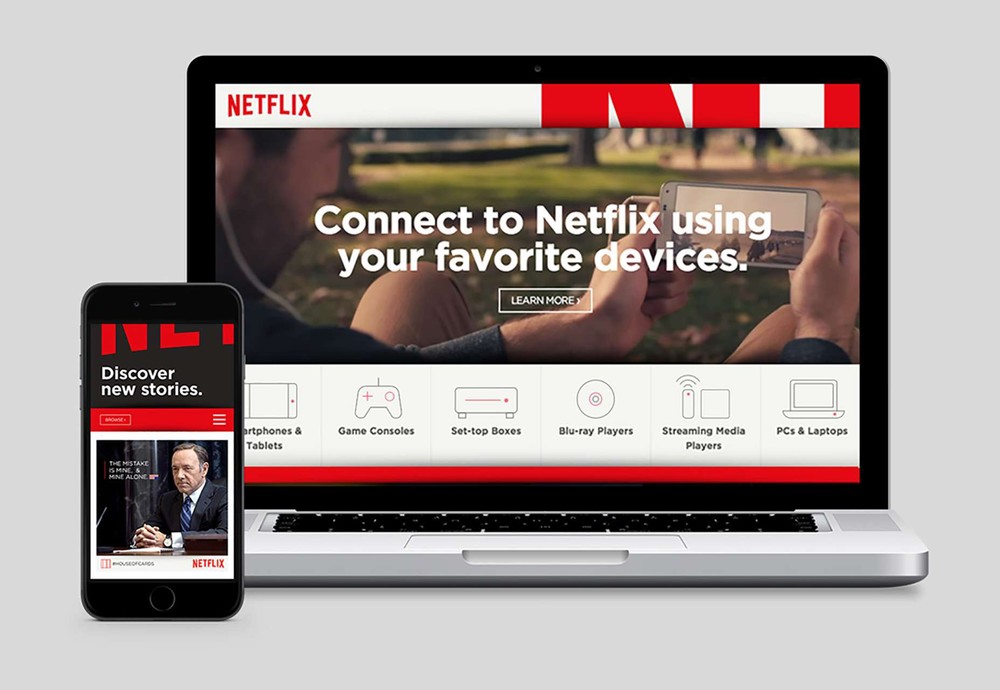 NETFLIX
Connect to Netflix using
your favorite devices.
LEARN MORE ›
artphones &
Tablets
Game Consoles
Set-top Boxes
Blu-ray Players
Streaming Media
Players
PCs & Laptops
NET
Discover
new stories.
BROWSE ›
THE MISTAKE
IS MINE, &
MINE ALONE.
#HOUSEOFCARDS
NETFLIX